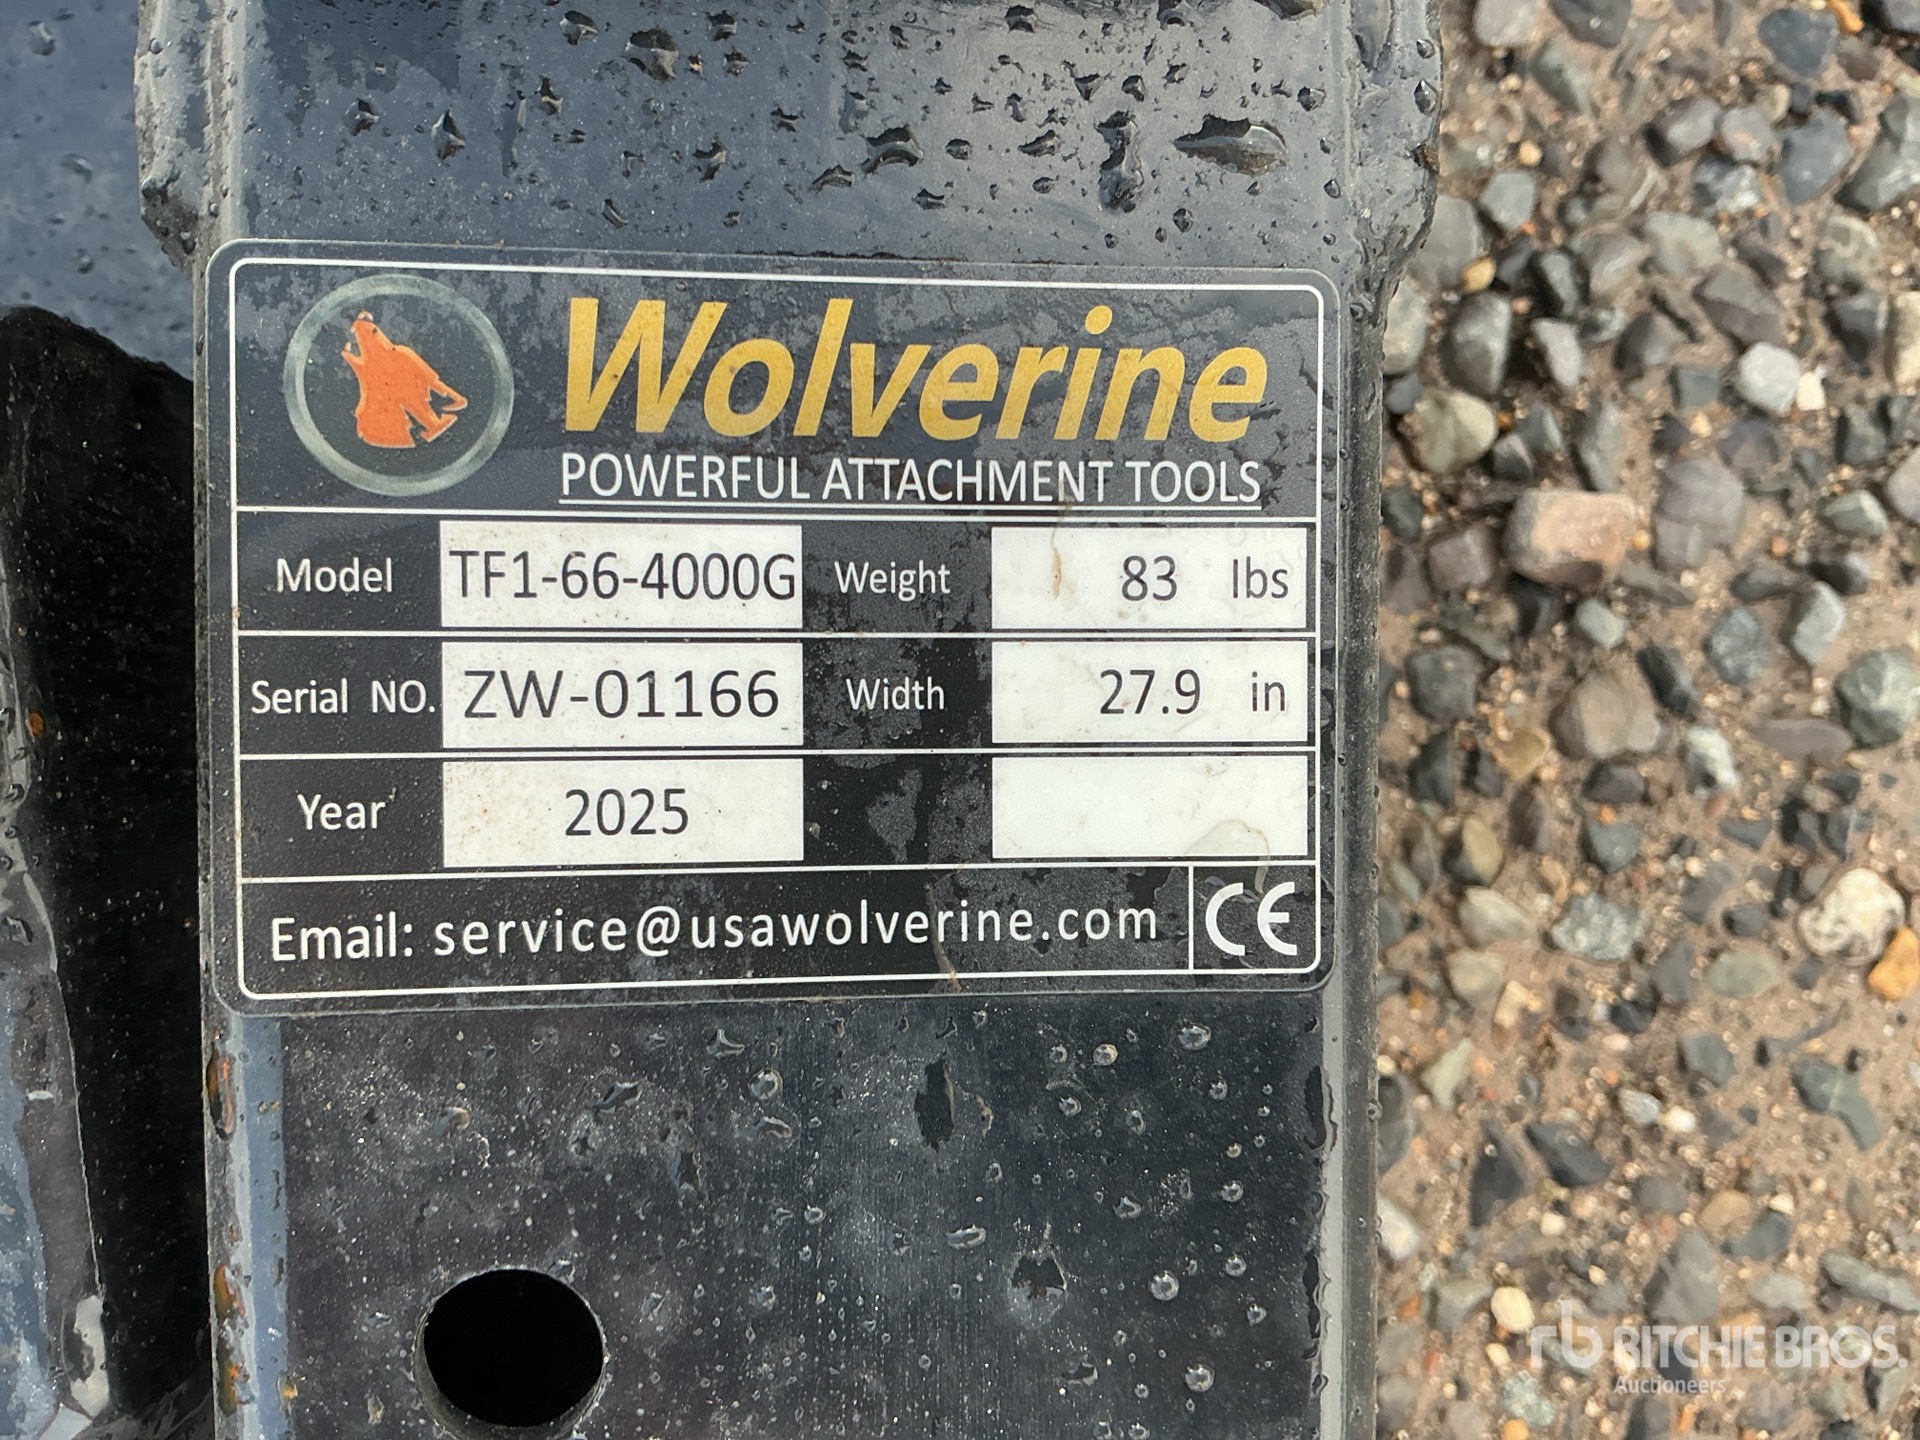 Wolverine
POWERFUL ATTACHMENT TOOLS
Model TF1-66-4000G Weight 83 lbs
Serial NO. ZW-01166 Width 27.9 in
Year 2025
Email: service@usawolverine.com CE
rb RITCHIE BROS.
Auctioneers